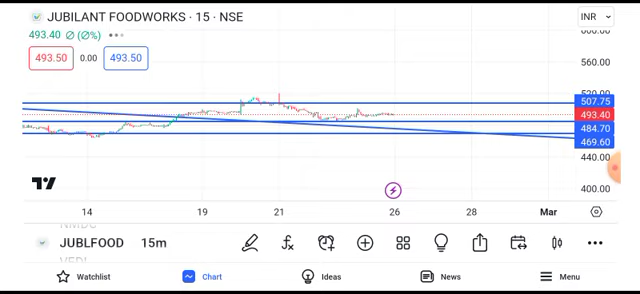 JUBILANT FOODWORKS · 15 · NSE
INR
493.40 Ø (Ø%)
600.00
493.50 0.00 493.50
560.00
520.00
507.75
493.40
484.70
469.60
440.00
400.00
14 19 21 26 28 Mar
NMDC
JUBLFOOD 15m
VEDL
Watchlist Chart Ideas News Menu